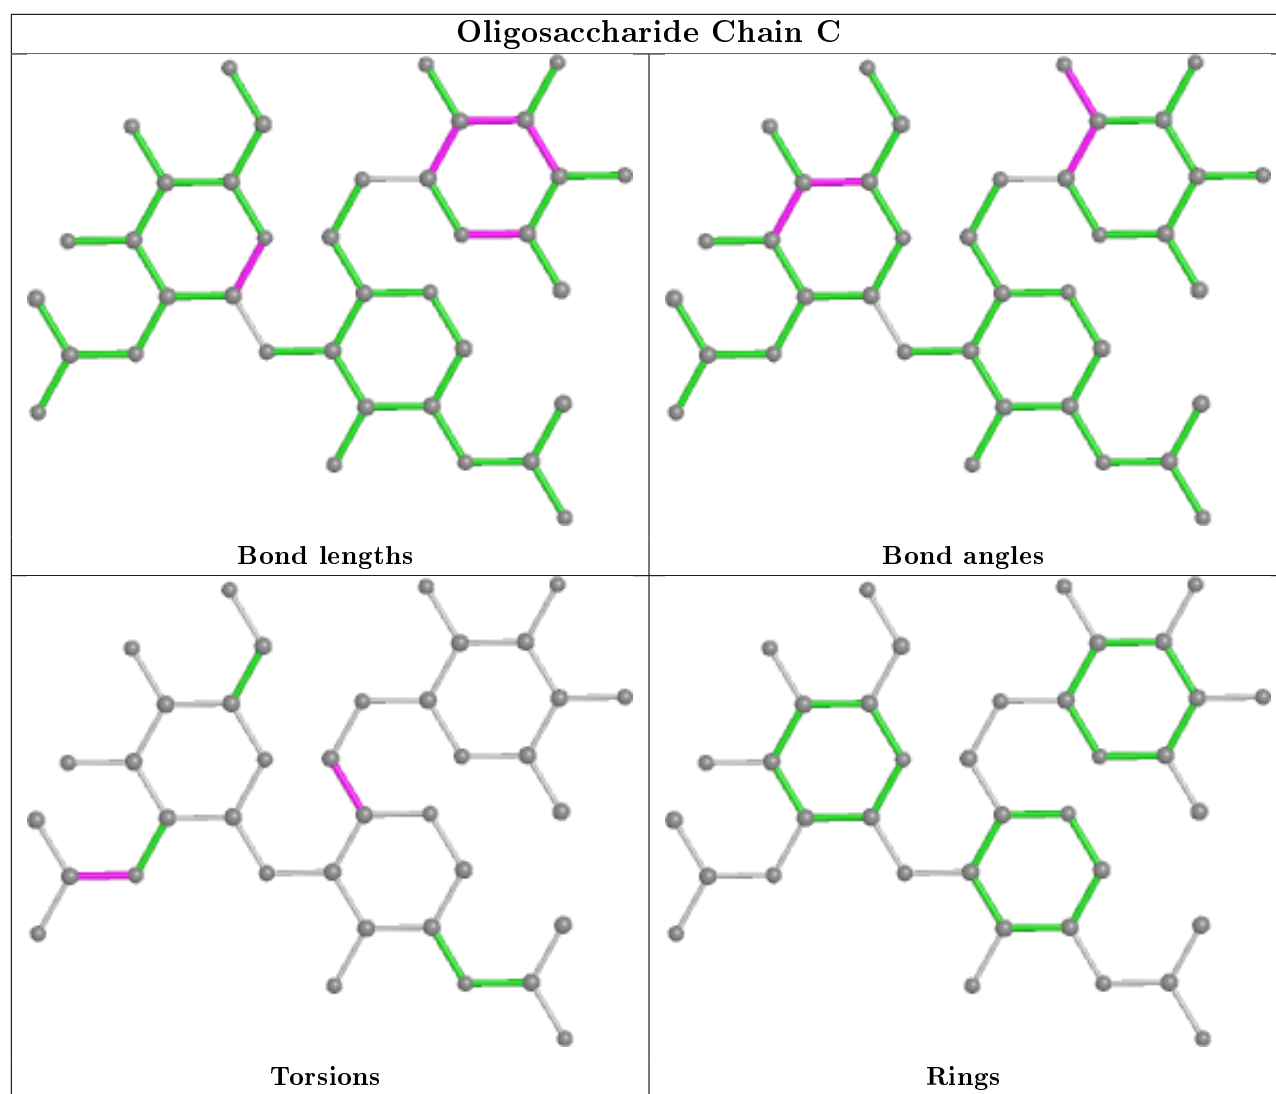 Oligosaccharide Chain C
Bond lengths
Bond angles
Torsions
Rings